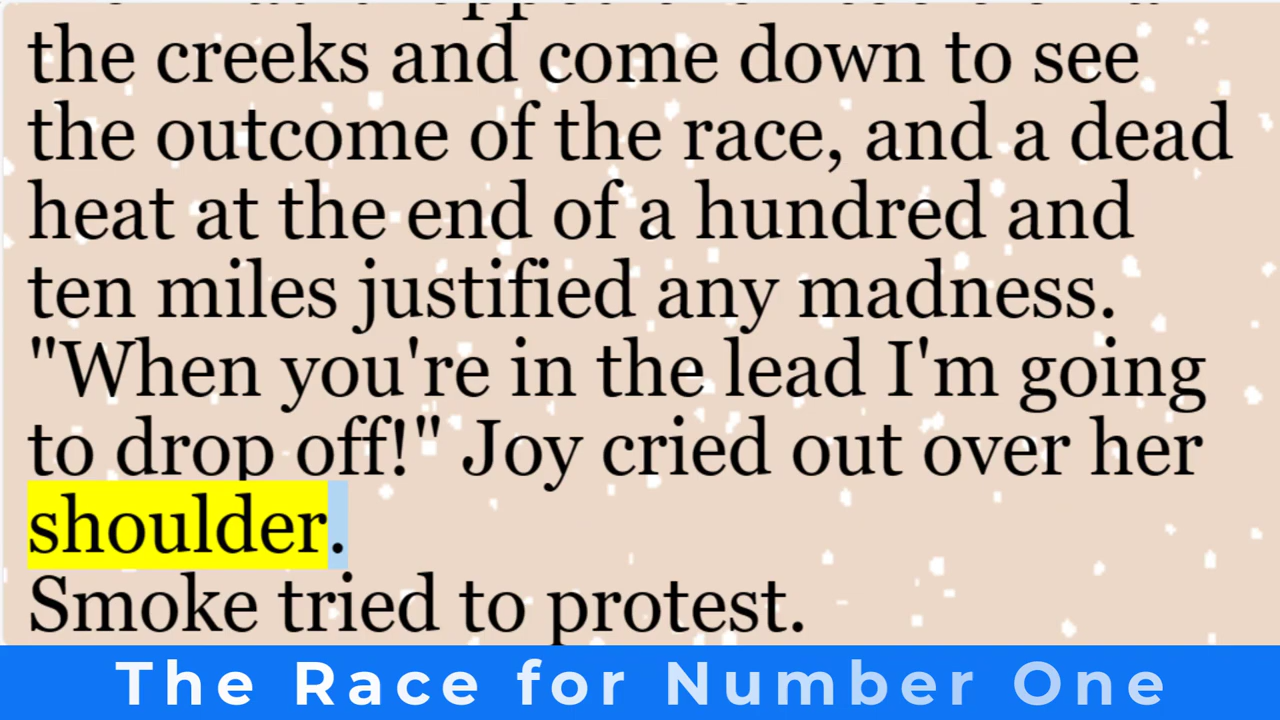 the creeks and come down to see
the outcome of the race, and a dead
heat at the end of a hundred and
ten miles justified any madness.
"When you're in the lead I'm going
to drop off!" Joy cried out over her
shoulder.
Smoke tried to protest.
The Race for Number One